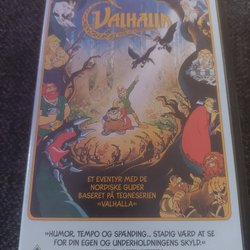 VALHALLA
ET EVENTYR MED DE
NORDISKE GUDER
BASERET PÅ TEGNESERIEN
»VALHALLA«
»HUMOR, TEMPO OG SPÆNDING.. STADIG VÆRD AT SE
FOR DIN EGEN OG UNDERHOLDNINGENS SKYLD.«